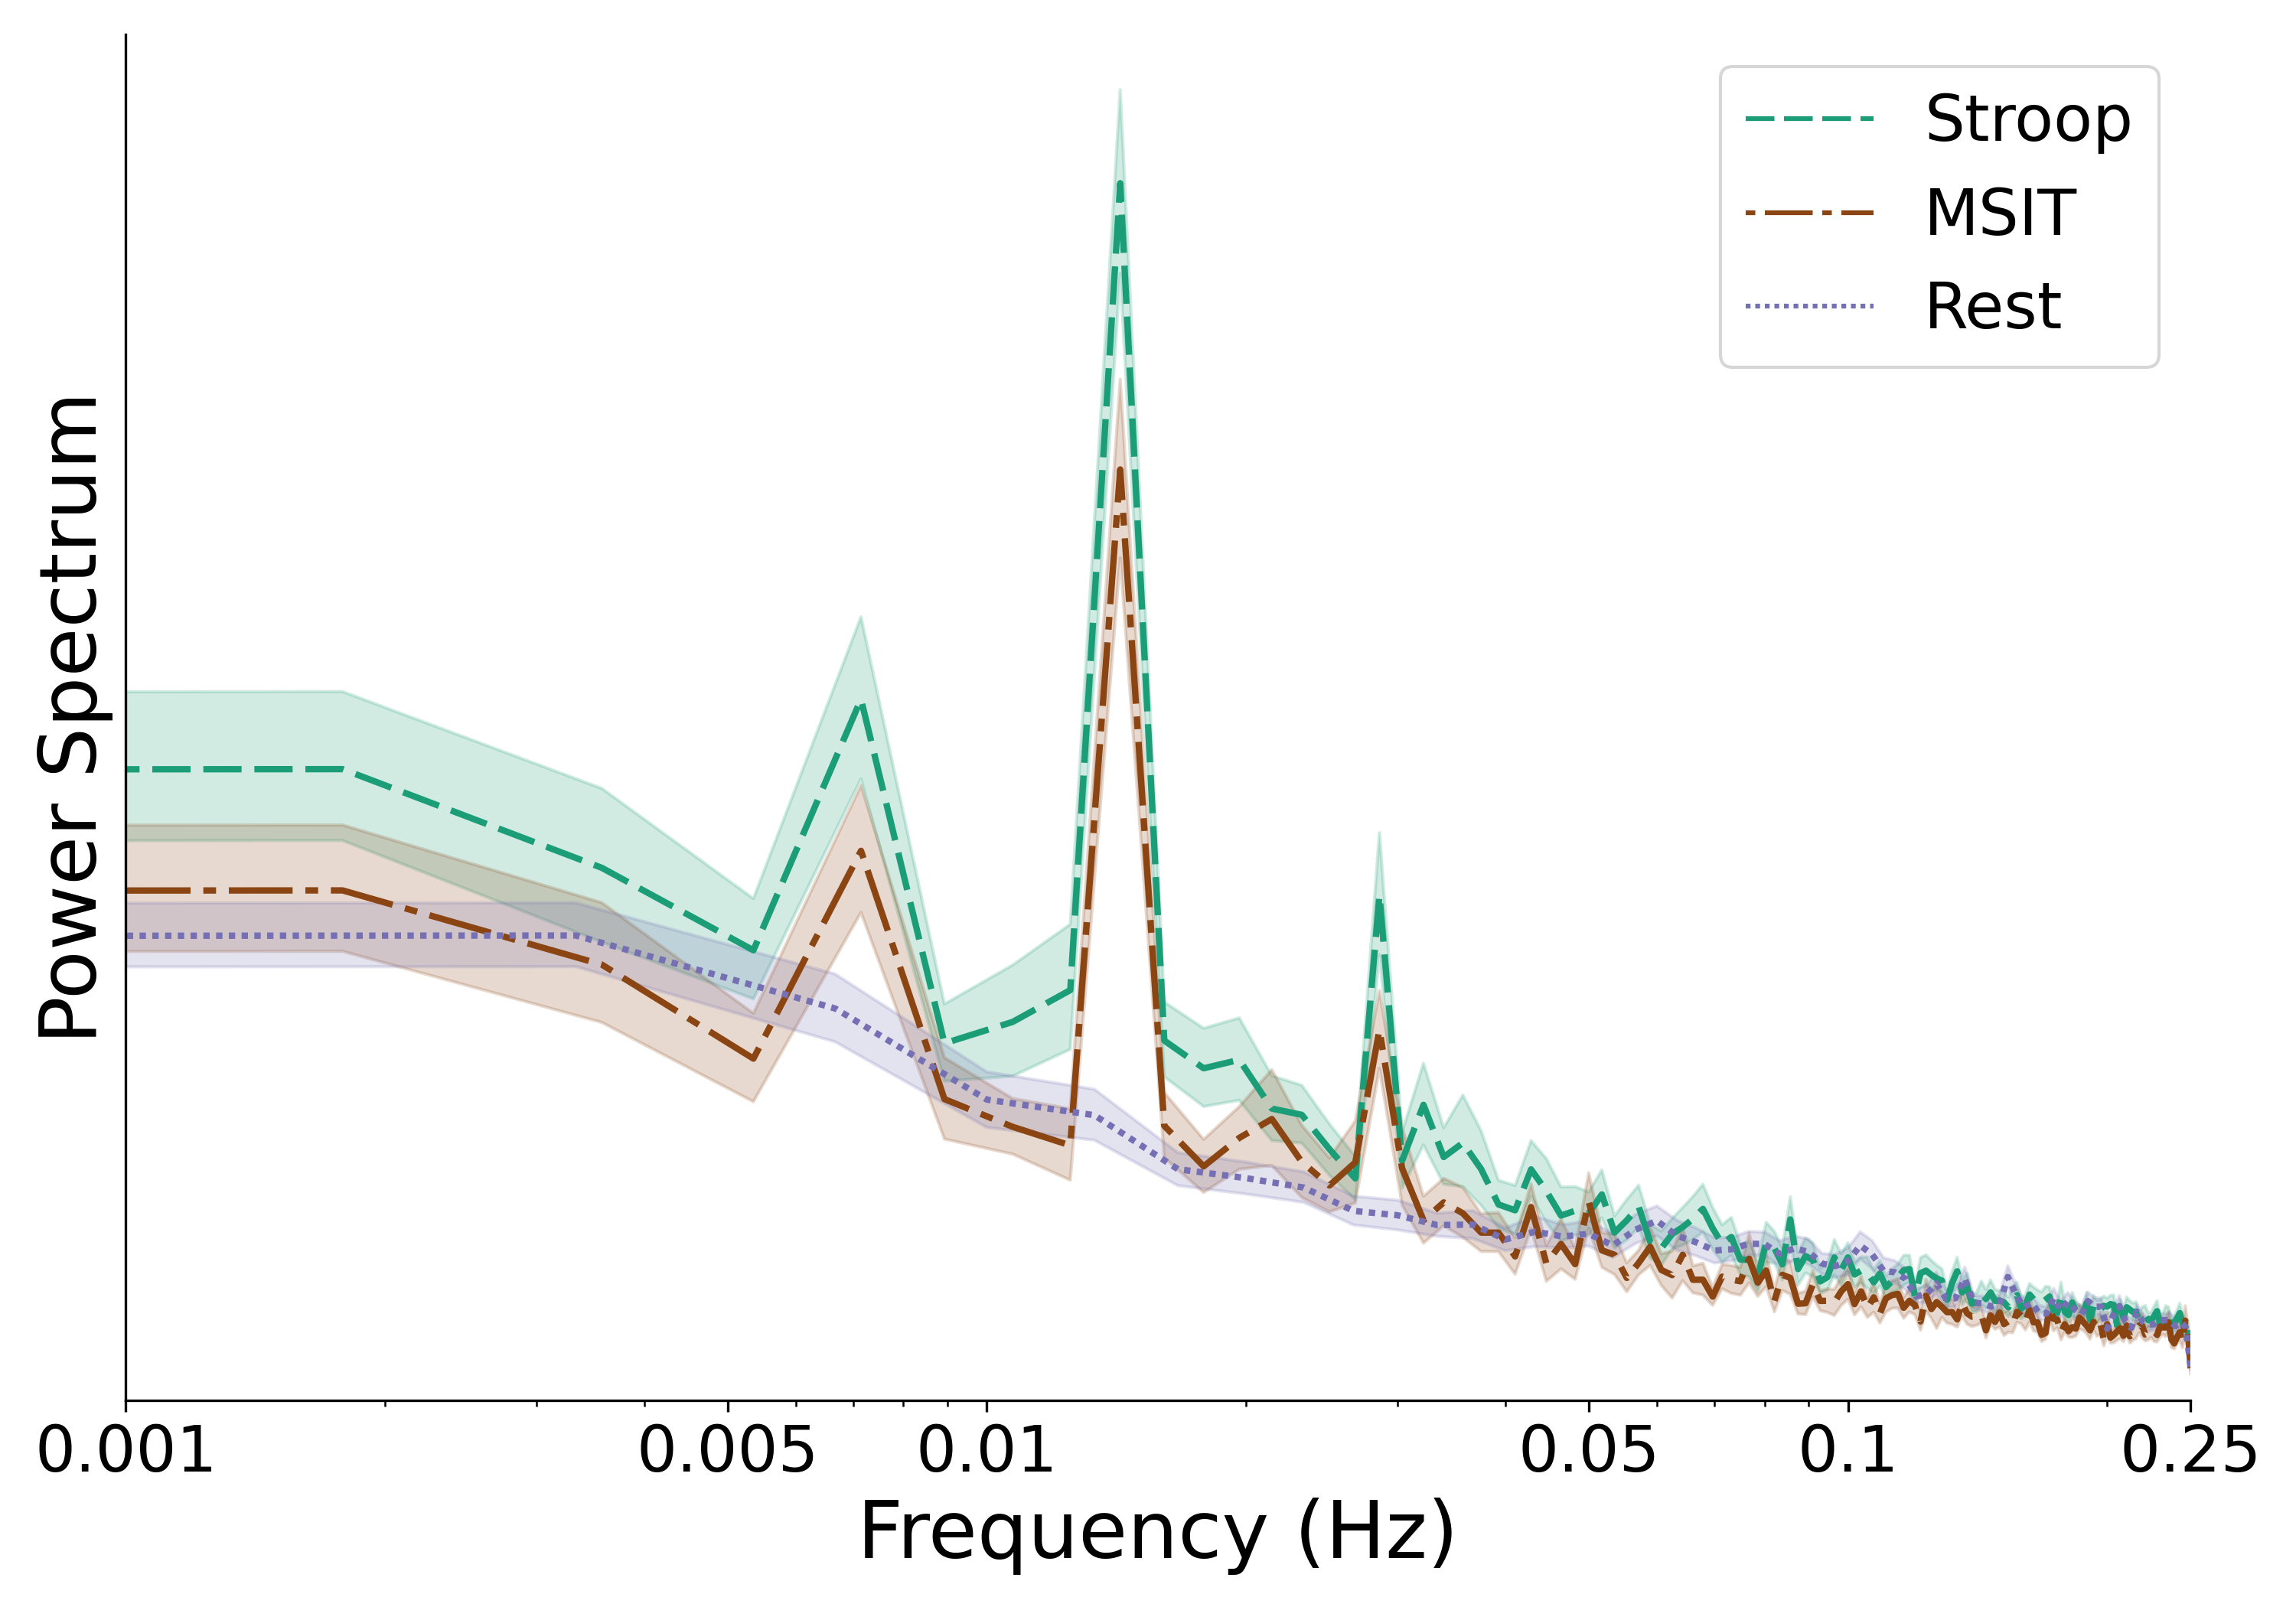 Stroop
MSIT
Rest
Power Spectrum
0.001
0.005
0.01
0.05
0.1
0.25
Frequency (Hz)